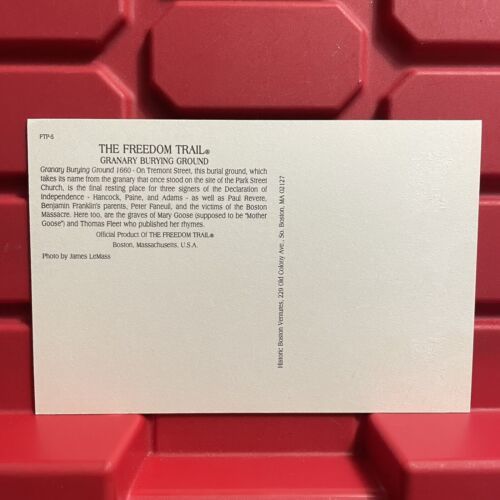 FTP-5
THE FREEDOM TRAIL®
GRANARY BURYING GROUND
Granary Burying Ground 1660 - On Tremont Street, this burial ground, which
takes its name from the granary that once stood on the site of the Park Street
Church, is the final resting place for three signers of the Declaration of
Independence - Hancock, Paine, and Adams - as well as Paul Revere,
Benjamin Franklin's parents, Peter Faneuil, and the victims of the Boston
Massacre. Here too, are the graves of Mary Goose (supposed to be "Mother
Goose") and Thomas Fleet who published her rhymes.
Official Product Of THE FREEDOM TRAIL®
Boston, Massachusetts, U.S.A.
Photo by James LeMass
Historic Boston Ventures, 229 Old Colony Ave., So. Boston, MA 02127